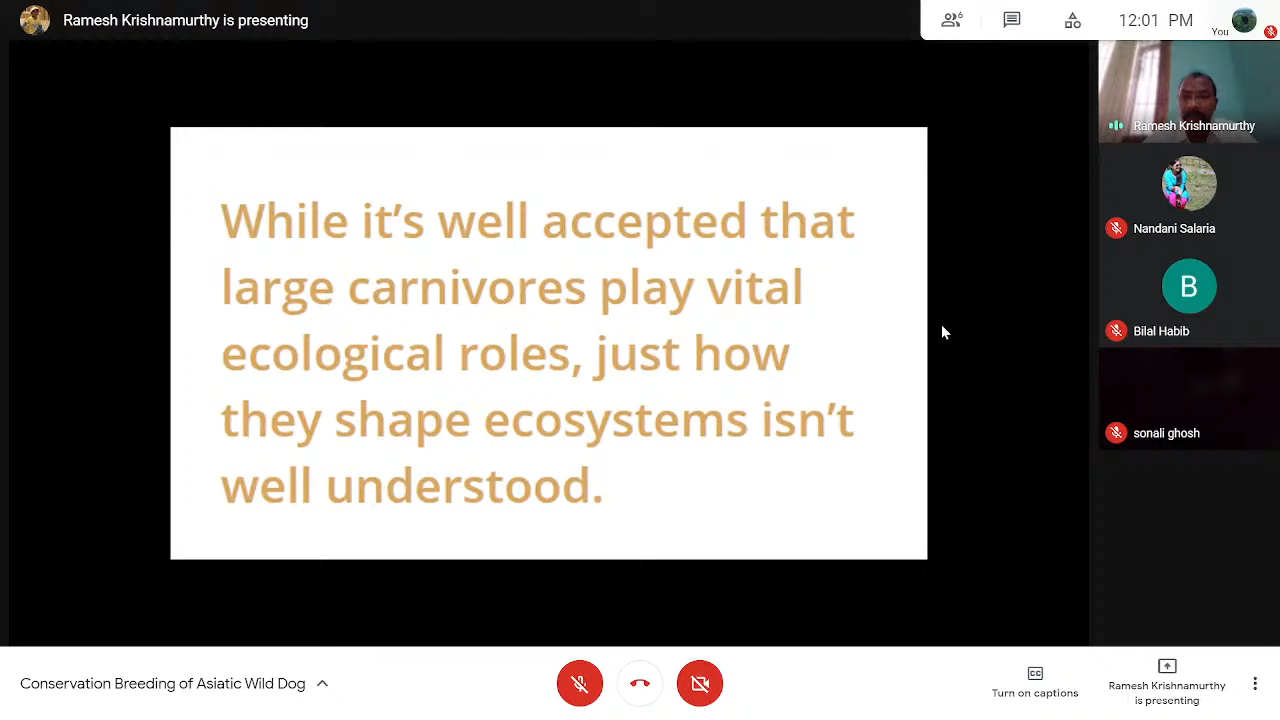 Ramesh Krishnamurthy is presenting
6
12:01 PM
You
While it's well accepted that
large carnivores play vital
ecological roles, just how
they shape ecosystems isn't
well understood.
Ramesh Krishnamurthy
Nandani Salaria
B
Bilal Habib
sonali ghosh
Conservation Breeding of Asiatic Wild Dog
CC
Turn on captions
Ramesh Krishnamurthy
is presenting